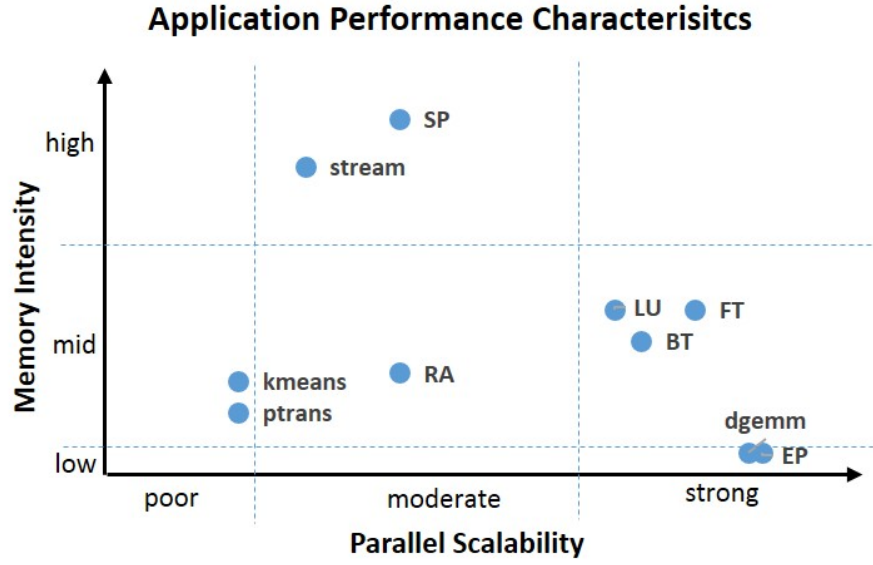 Application Performance Characterisitcs
high
SP
stream
Memory Intensity
LU
FT
BT
mid
kmeans
RA
ptrans
dgemm
low
EP
poor
moderate
strong
Parallel Scalability